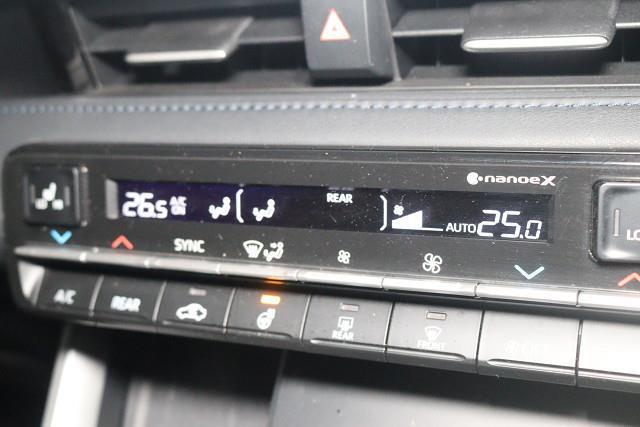 nanoeX
26.5 A/C ON REAR AUTO 25.0
SYNC
A/C REAR REAR FRONT